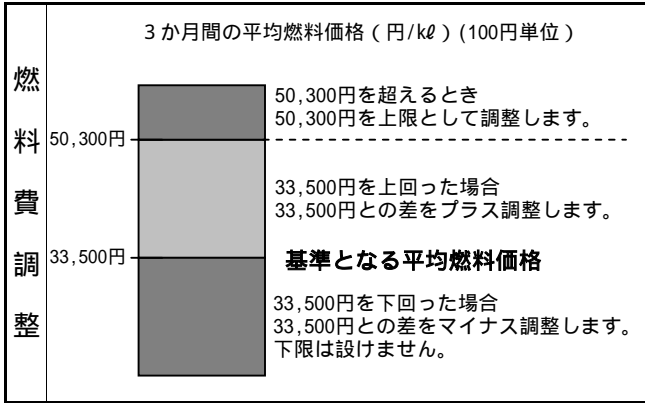 燃料費調整
3か月間の平均燃料価格(円/kℓ)(100円単位)
50,300円を超えるとき
50,300円を上限として調整します。
50,300円
33,500円を上回った場合
33,500円との差をプラス調整します。
33,500円
基準となる平均燃料価格
33,500円を下回った場合
33,500円との差をマイナス調整します。
下限は設けません。